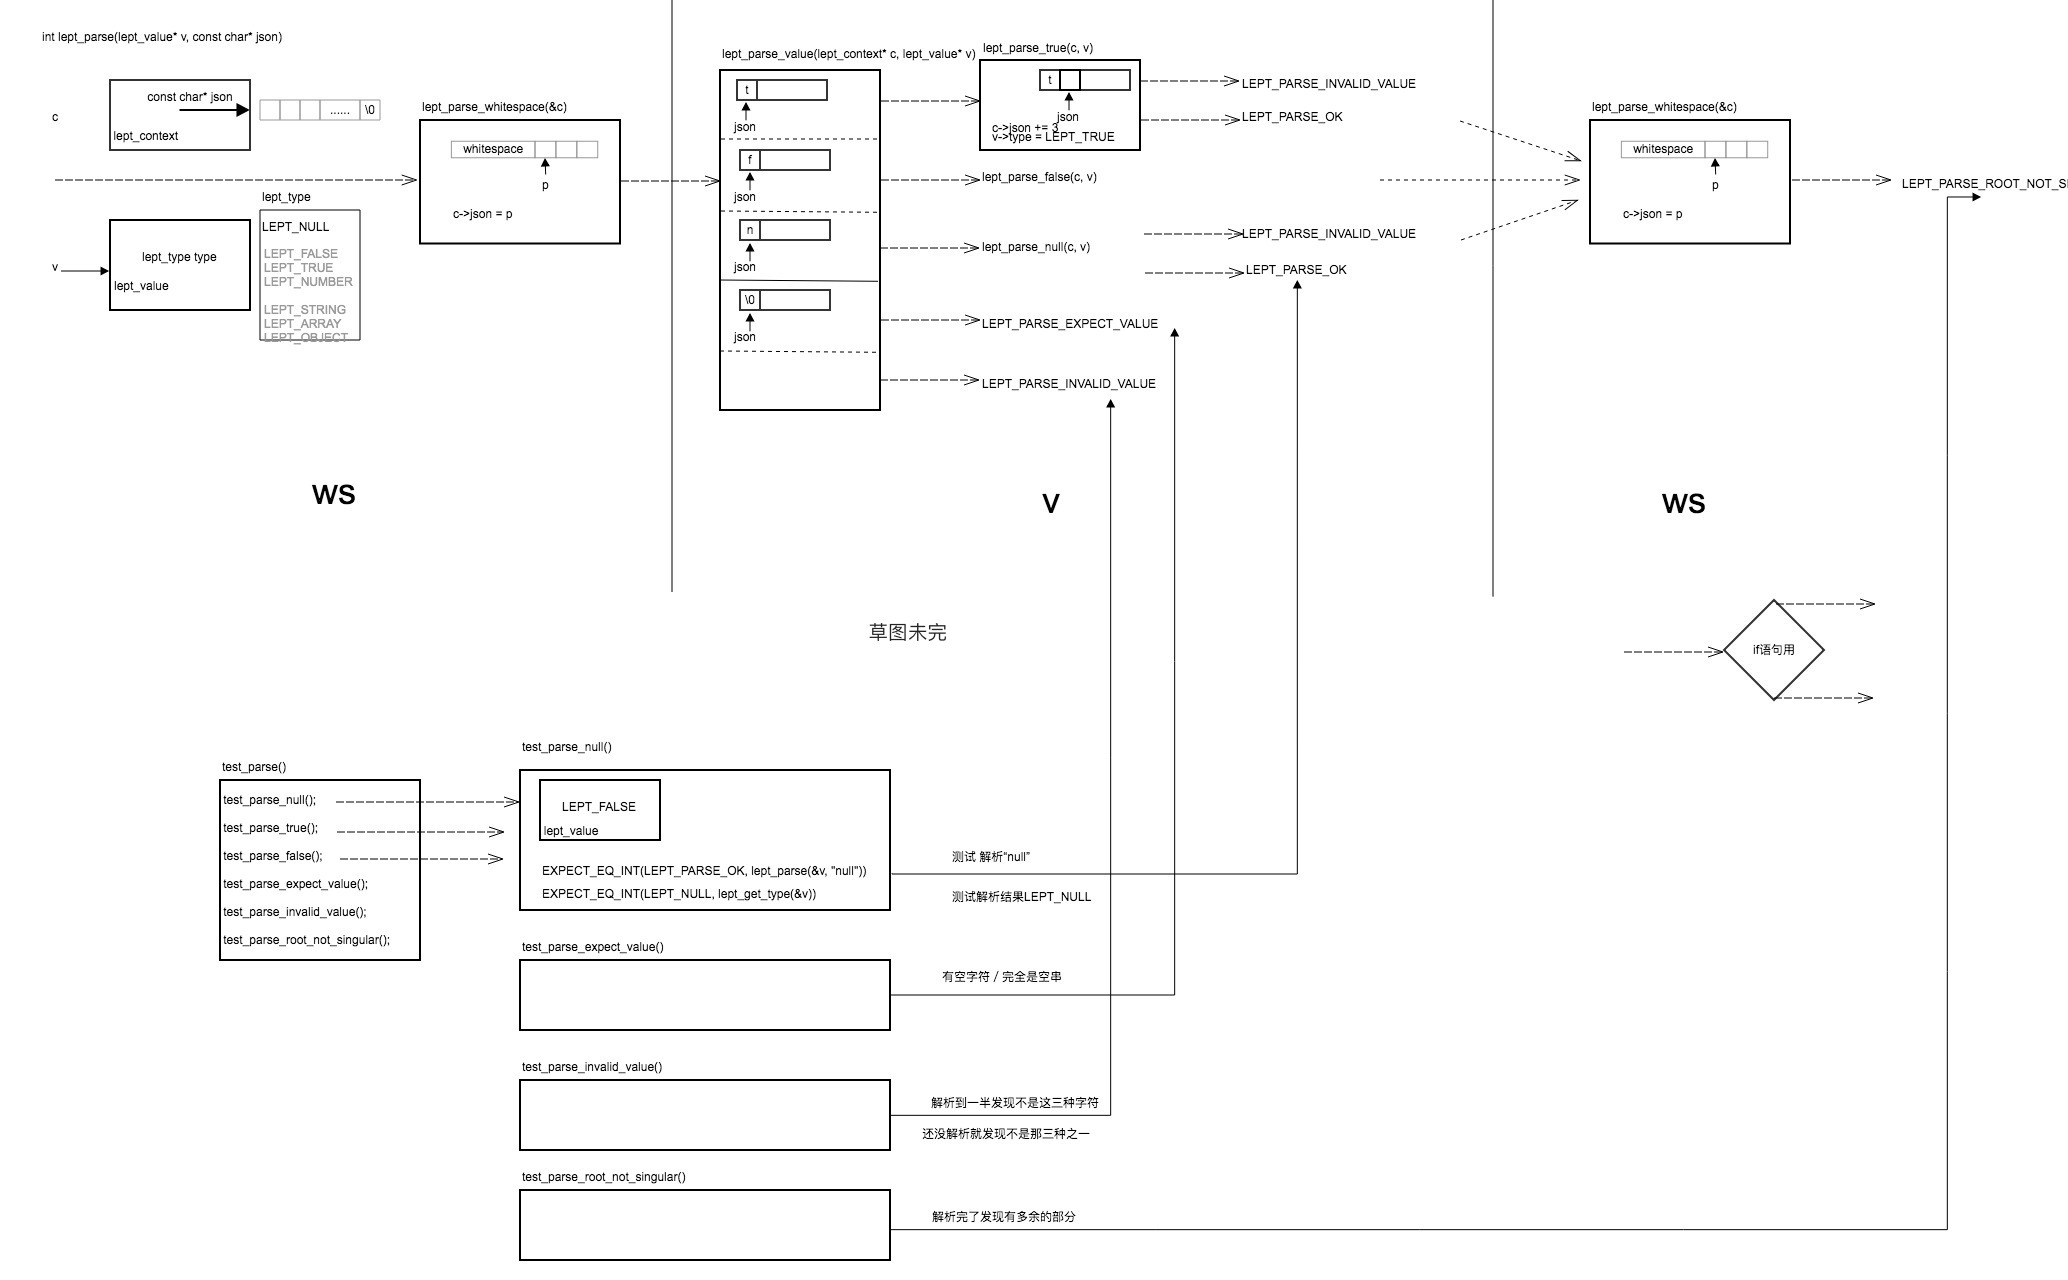 int lept_parse(lept_value* v, const char* json)
c
const char* json
lept_context
......
\0
v
lept_type type
lept_value
lept_type
LEPT_NULL
LEPT_FALSE
LEPT_TRUE
LEPT_NUMBER
LEPT_STRING
LEPT_ARRAY
LEPT_OBJECT
lept_parse_whitespace(&c)
whitespace
p
c->json = p
WS
lept_parse_value(lept_context* c, lept_value* v)
t
json
f
json
n
json
\0
json
lept_parse_true(c, v)
t
json
c->json += 3
v->type = LEPT_TRUE
LEPT_PARSE_INVALID_VALUE
LEPT_PARSE_OK
lept_parse_false(c, v)
lept_parse_null(c, v)
LEPT_PARSE_INVALID_VALUE
LEPT_PARSE_OK
LEPT_PARSE_EXPECT_VALUE
LEPT_PARSE_INVALID_VALUE
V
lept_parse_whitespace(&c)
whitespace
p
c->json = p
LEPT_PARSE_ROOT_NOT_SI
WS
草图未完
if语句用
test_parse()
test_parse_null();
test_parse_true();
test_parse_false();
test_parse_expect_value();
test_parse_invalid_value();
test_parse_root_not_singular();
test_parse_null()
LEPT_FALSE
lept_value
EXPECT_EQ_INT(LEPT_PARSE_OK, lept_parse(&v, "null"))
EXPECT_EQ_INT(LEPT_NULL, lept_get_type(&v))
测试 解析“null”
测试解析结果LEPT_NULL
test_parse_expect_value()
有空字符 / 完全是空串
test_parse_invalid_value()
解析到一半发现不是这三种字符
还没解析就发现不是那三种之一
test_parse_root_not_singular()
解析完了发现有多余的部分